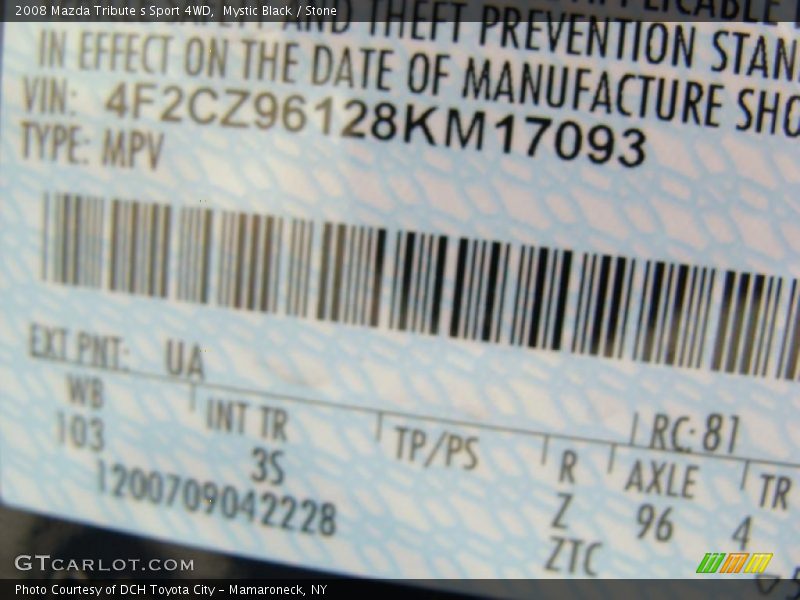 2008 Mazda Tribute s Sport 4WD, Mystic Black / Stone
AND THEFT PREVENTION STAN
IN EFFECT ON THE DATE OF MANUFACTURE SHO
VIN: 4F2CZ96128KM17093
TYPE: MPV
EXT PNT: UA
RC: 81
WB INT TR TP/PS R AXLE TR
103 3S Z 96 4
1200709042228 ZTC
GTCARLOT.COM
Photo Courtesy of DCH Toyota City - Mamaroneck, NY